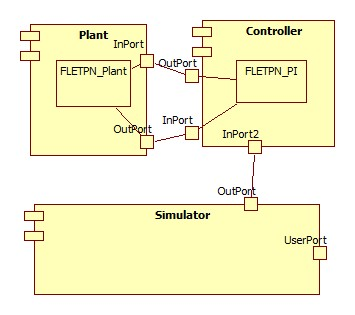 Plant
Controller
InPort
OutPort
FLETPN_Plant
FLETPN_PI
OutPort
InPort
InPort2
OutPort
Simulator
UserPort